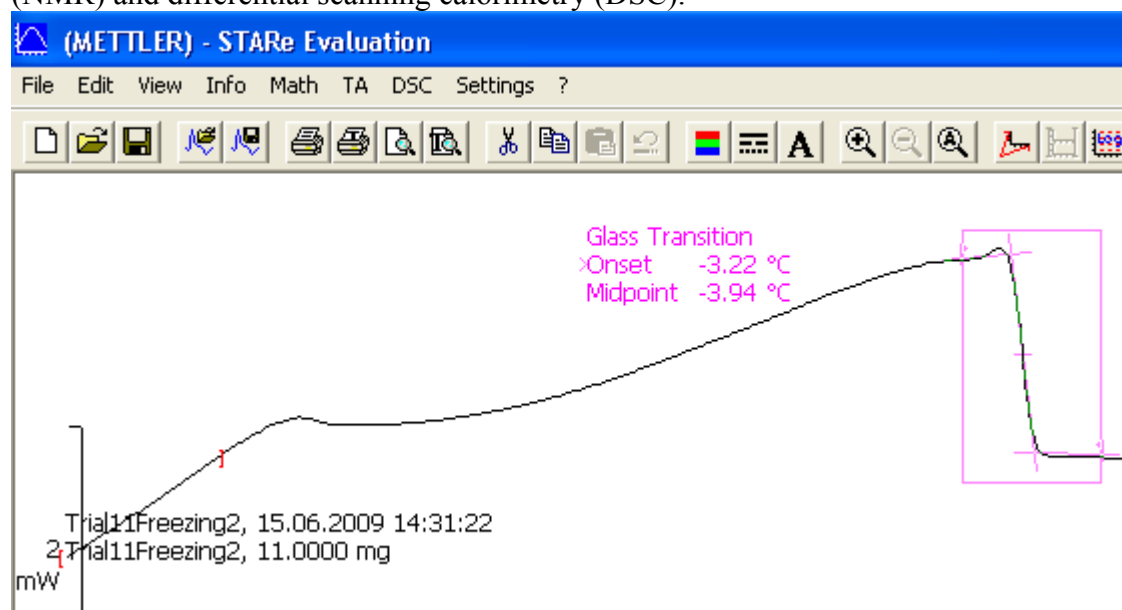 (NMR) and differential scanning calorimetry (DSC).
(METTLER) - STARe Evaluation
File Edit View Info Math TA DSC Settings ?
Glass Transition
Onset -3.22 °C
Midpoint -3.94 °C
Trial11Freezing2, 15.06.2009 14:31:22
Trial11Freezing2, 11.0000 mg
2
mW